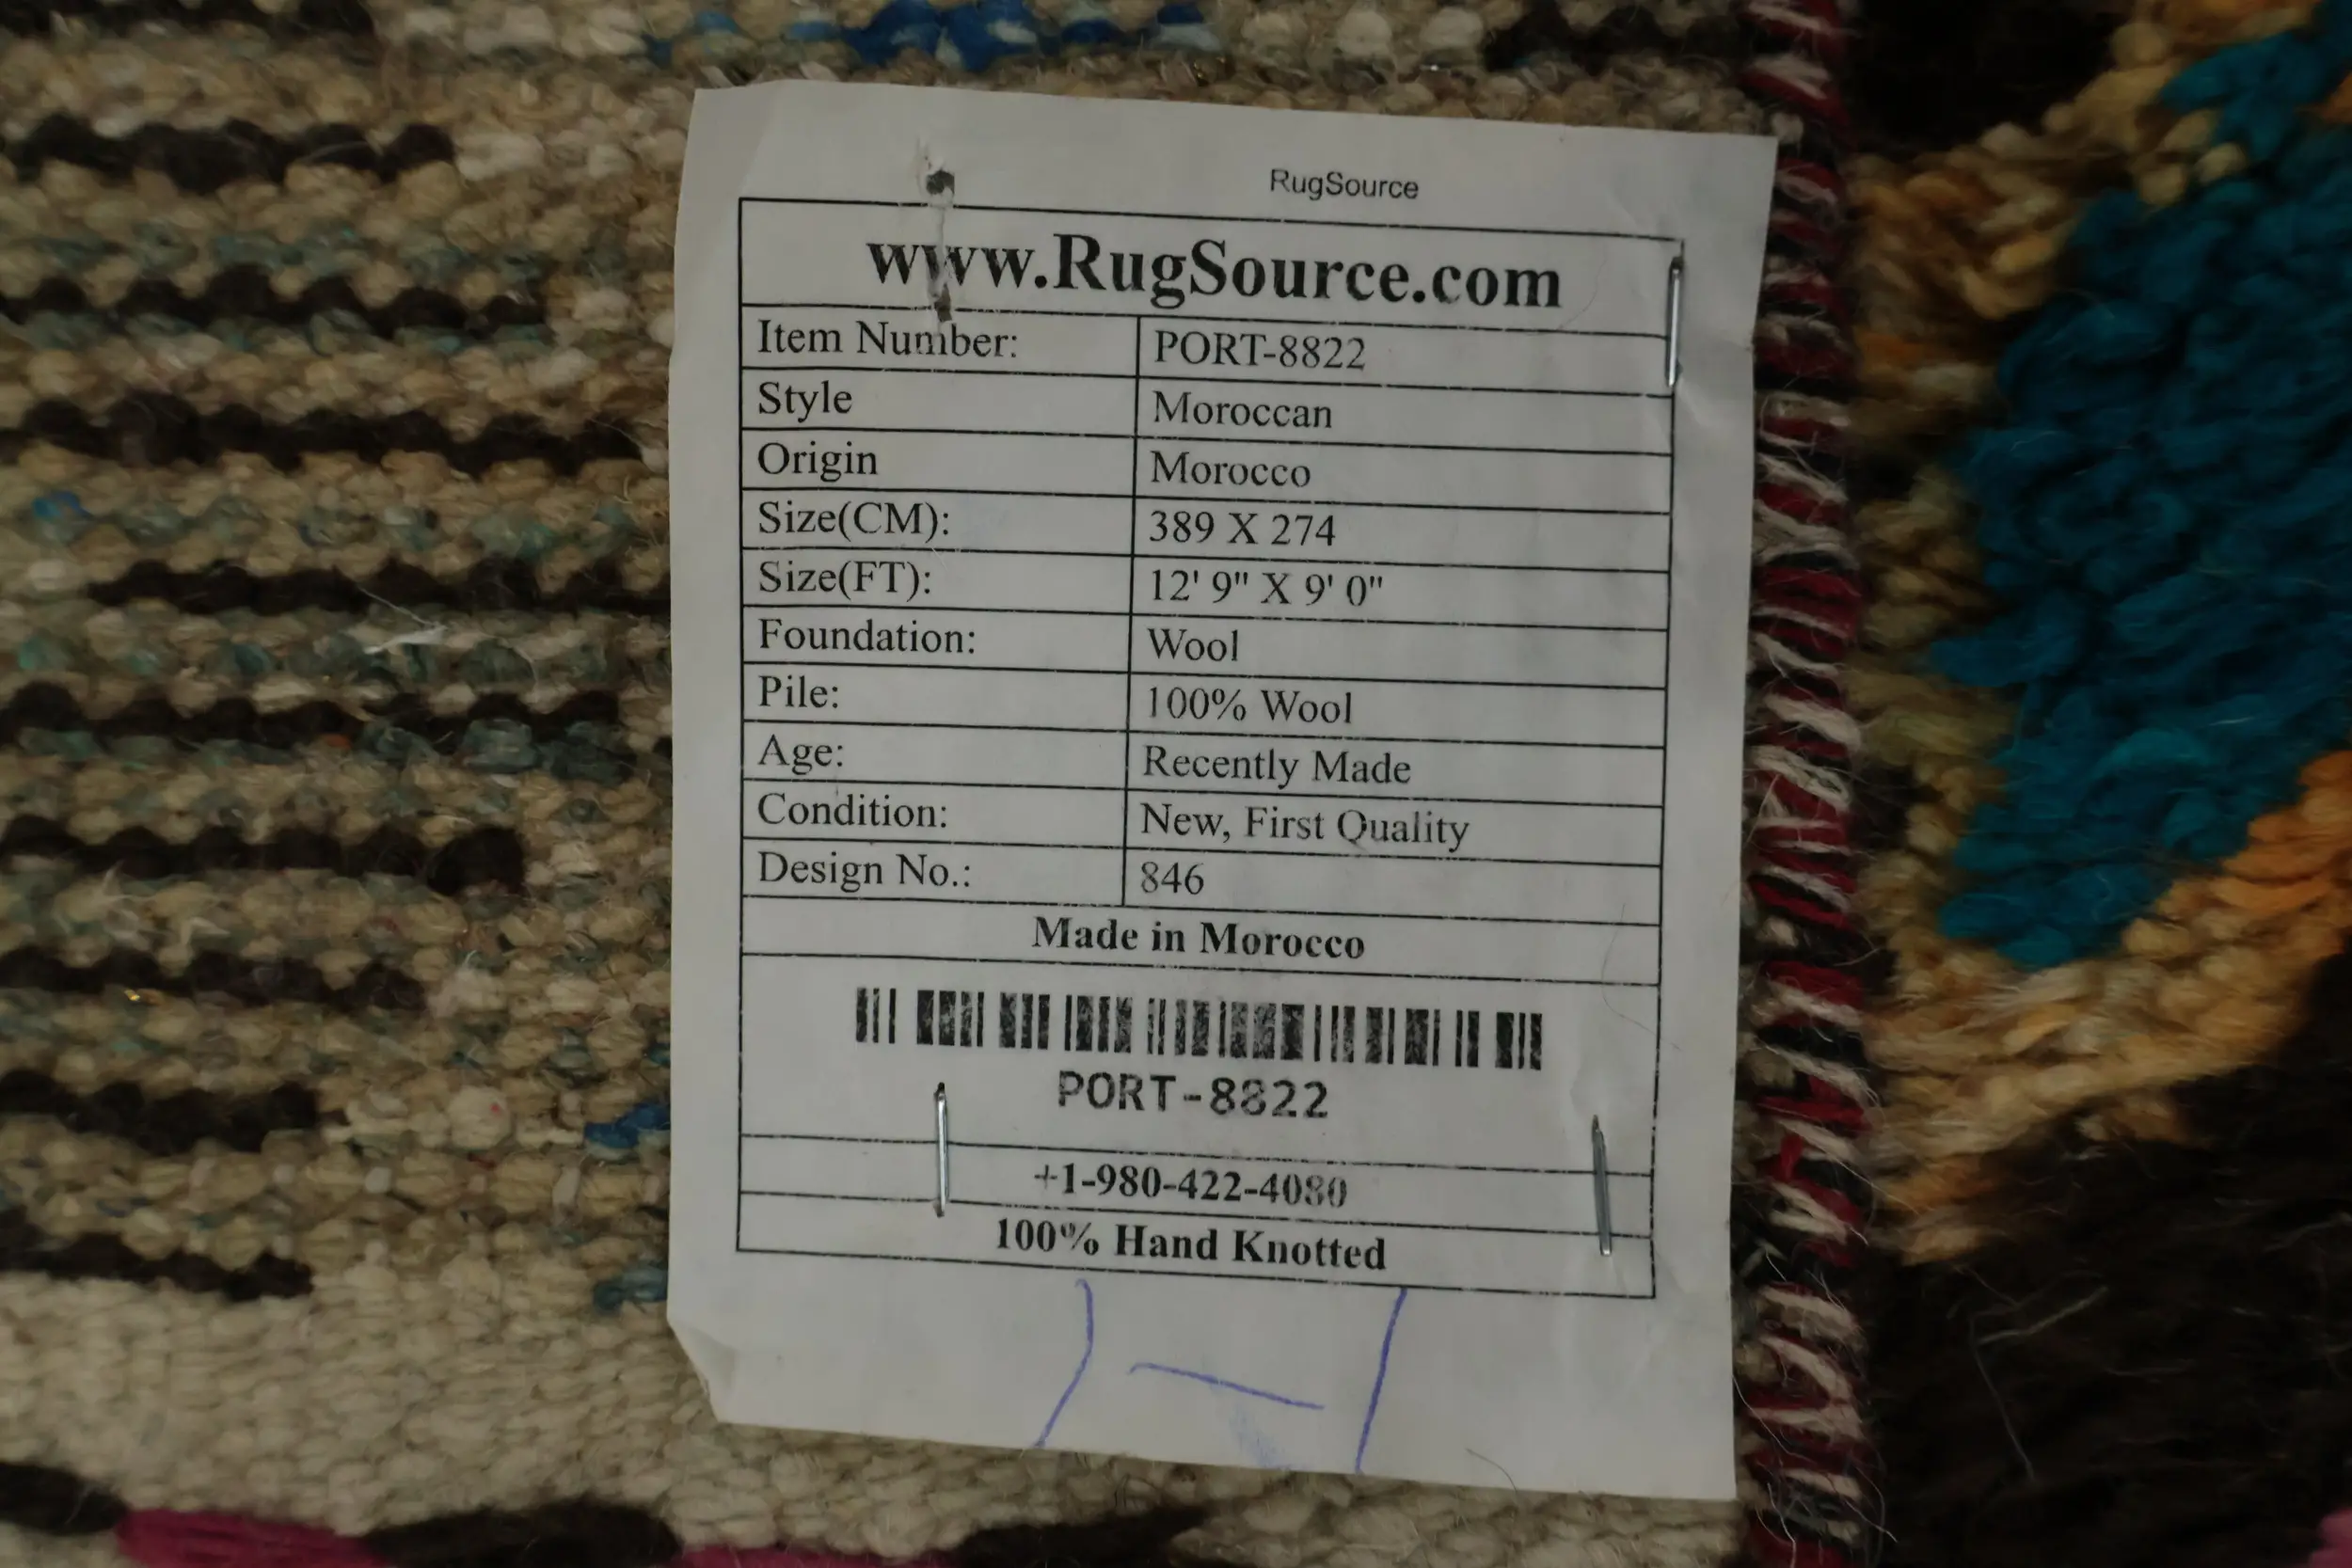 RugSource
www.RugSource.com
Item Number: PORT-8822
Style Moroccan
Origin Morocco
Size(CM): 389 X 274
Size(FT): 12' 9" X 9' 0"
Foundation: Wool
Pile: 100% Wool
Age: Recently Made
Condition: New, First Quality
Design No.: 846
Made in Morocco
PORT-8822
+1-980-422-4080
100% Hand Knotted